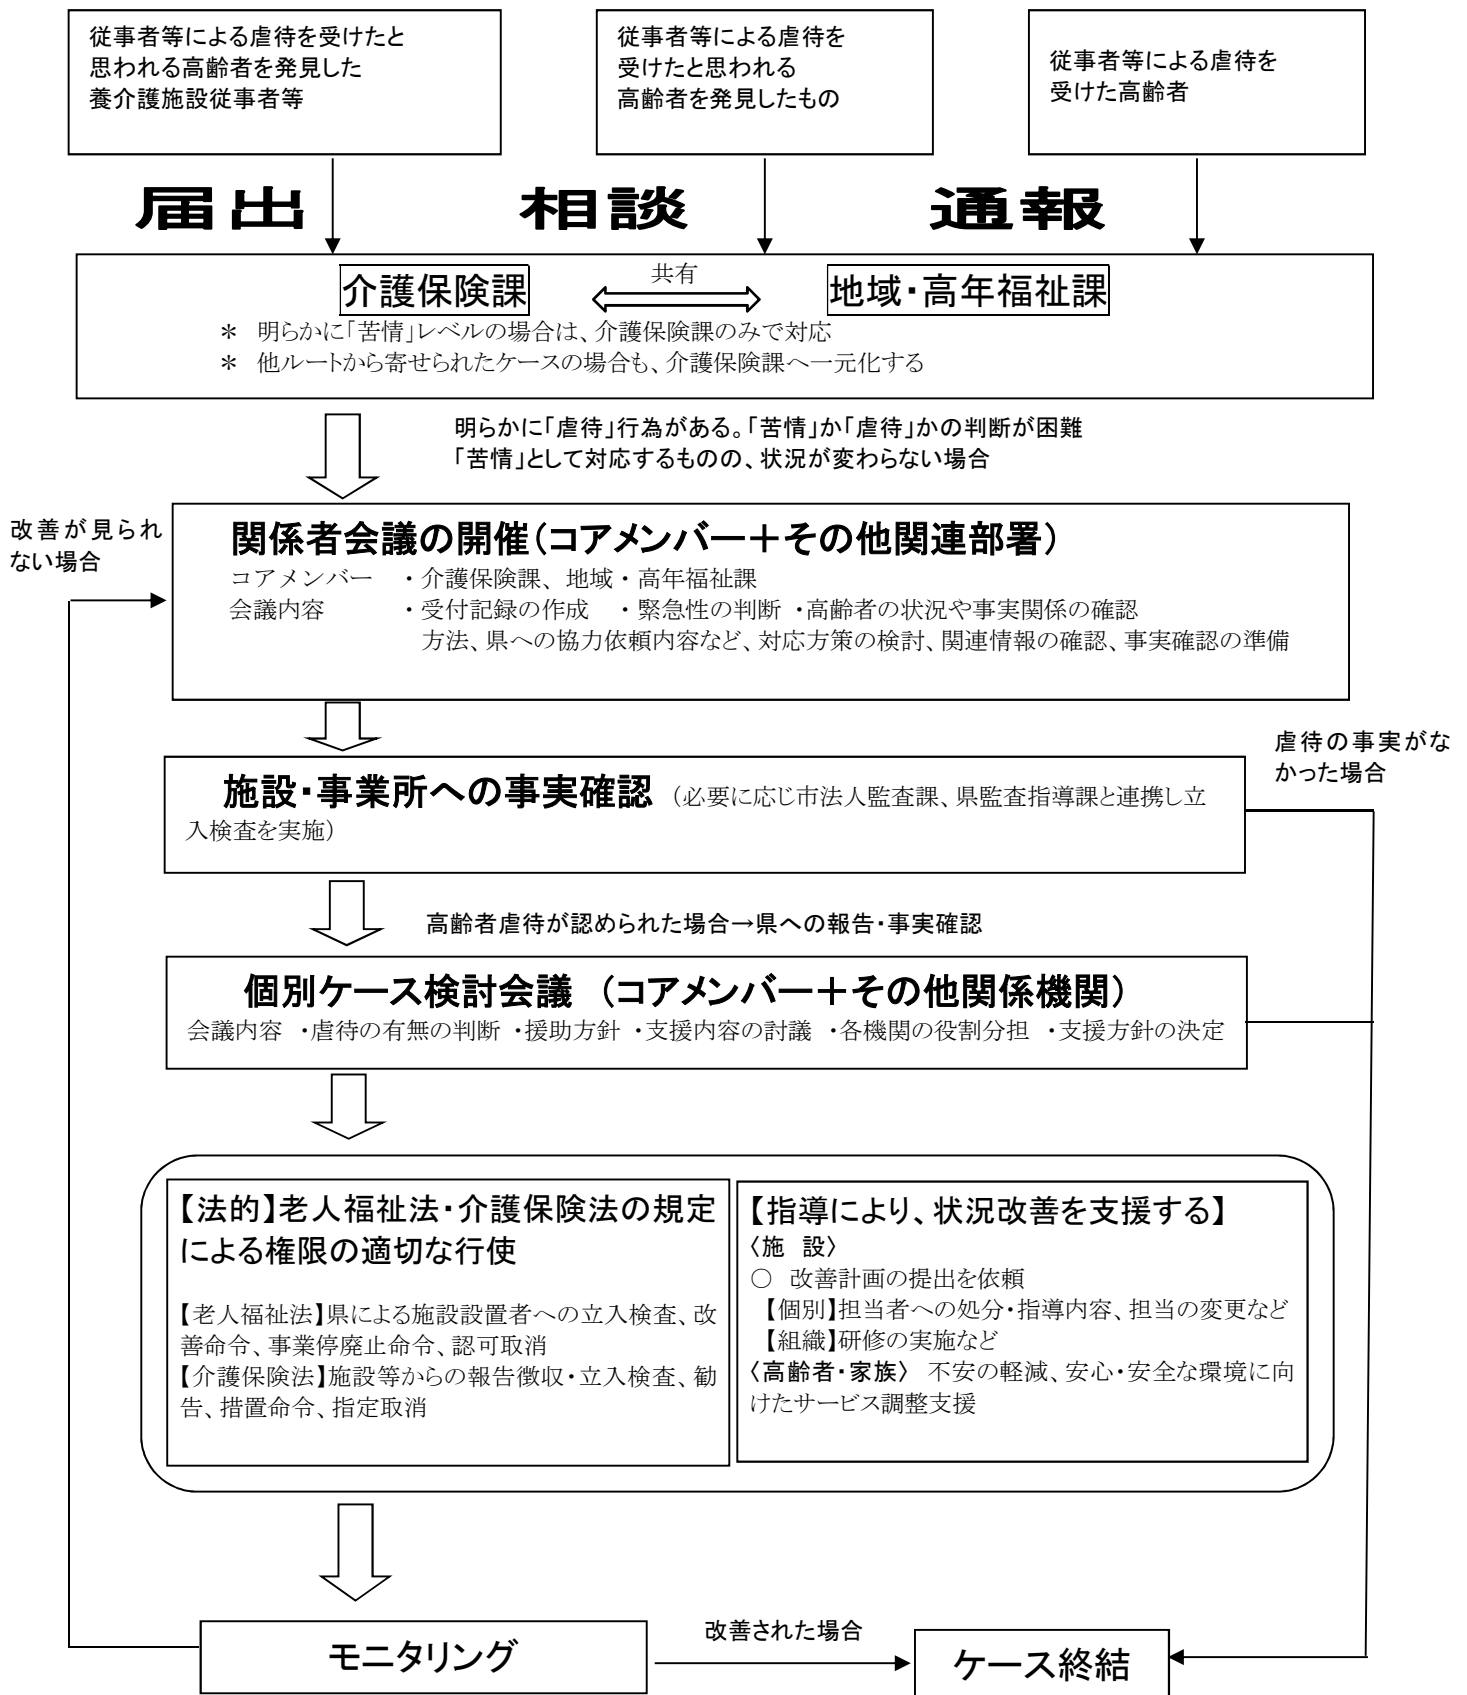 従事者等による虐待を受けたと
思われる高齢者を発見した
養介護施設従事者等
従事者等による虐待を
受けたと思われる
高齢者を発見したもの
従事者等による虐待を
受けた高齢者
届出 相談 通報
介護保険課 共有 地域・高年福祉課
＊ 明らかに「苦情」レベルの場合は、介護保険課のみで対応
＊ 他ルートから寄せられたケースの場合も、介護保険課へ一元化する
明らかに「虐待」行為がある。「苦情」か「虐待」かの判断が困難
「苦情」として対応するものの、状況が変わらない場合
改善が見られ
ない場合
関係者会議の開催（コアメンバー＋その他関連部署）
コアメンバー ・介護保険課、地域・高年福祉課
会議内容 ・受付記録の作成 ・緊急性の判断 ・高齢者の状況や事実関係の確認
方法、県への協力依頼内容など、対応方策の検討、関連情報の確認、事実確認の準備
虐待の事実がな
かった場合
施設・事業所への事実確認 （必要に応じ市法人監査課、県監査指導課と連携し立
入検査を実施）
高齢者虐待が認められた場合→県への報告・事実確認
個別ケース検討会議 （コアメンバー＋その他関係機関）
会議内容 ・虐待の有無の判断 ・援助方針 ・支援内容の討議 ・各機関の役割分担 ・支援方針の決定
【法的】老人福祉法・介護保険法の規定
による権限の適切な行使
【老人福祉法】県による施設設置者への立入検査、改
善命令、事業停廃止命令、認可取消
【介護保険法】施設等からの報告徴収・立入検査、勧
告、措置命令、指定取消
【指導により、状況改善を支援する】
〈施 設〉
○ 改善計画の提出を依頼
【個別】担当者への処分・指導内容、担当の変更など
【組織】研修の実施など
〈高齢者・家族〉 不安の軽減、安心・安全な環境に向
けたサービス調整支援
モニタリング
改善された場合
ケース終結